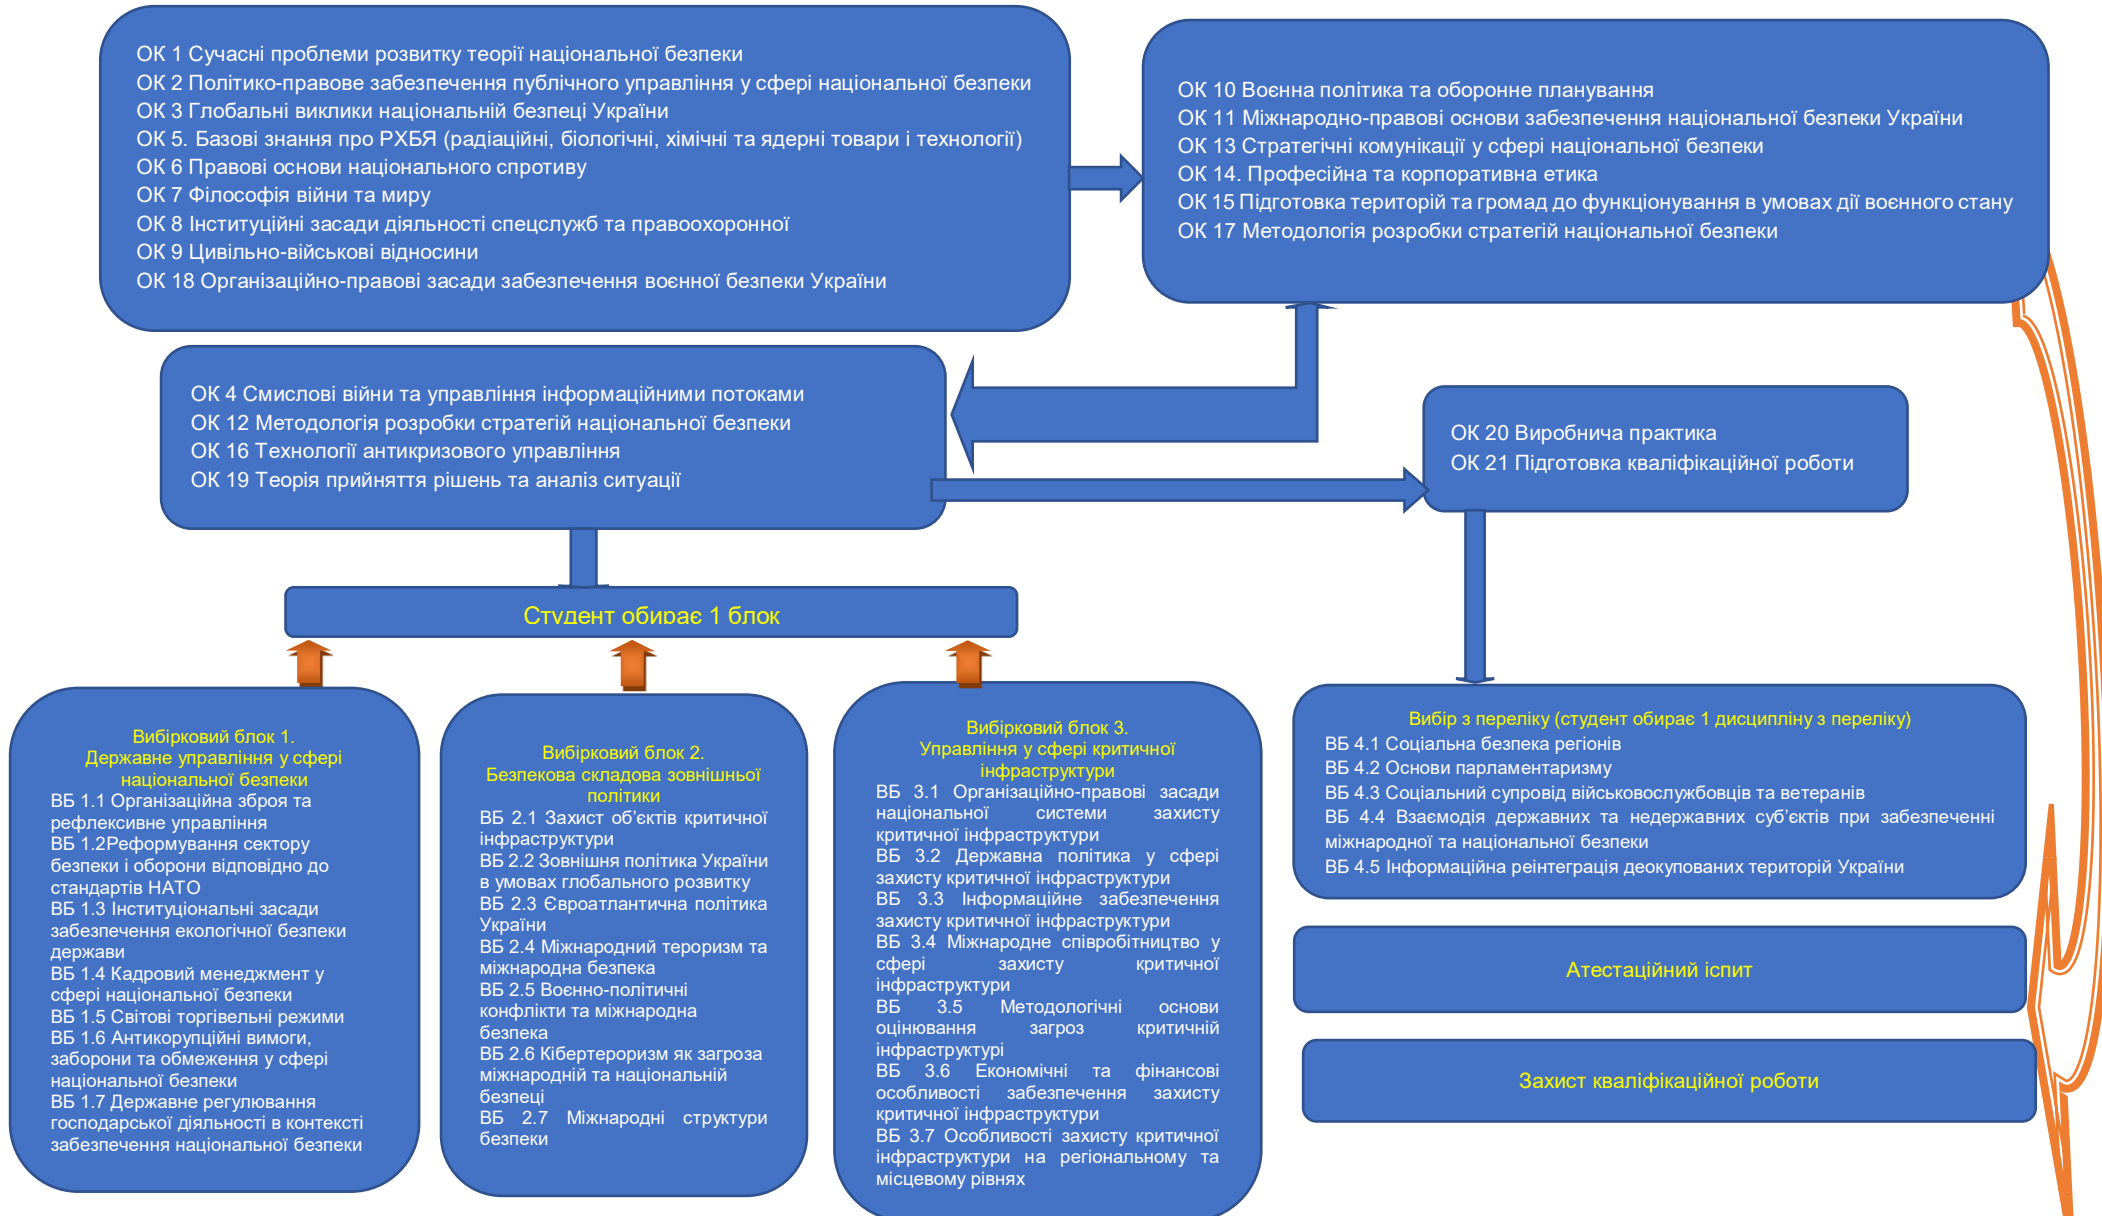 ОК 1 Сучасні проблеми розвитку теорії національної безпеки
ОК 2 Політико-правове забезпечення публічного управління у сфері національної безпеки
ОК 3 Глобальні виклики національній безпеці України
ОК 5. Базові знання про РХБЯ (радіаційні, біологічні, хімічні та ядерні товари і технології)
ОК 6 Правові основи національного спротиву
ОК 7 Філософія війни та миру
ОК 8 Інституційні засади діяльності спецслужб та правоохоронної
ОК 9 Цивільно-військові відносини
ОК 18 Організаційно-правові засади забезпечення воєнної безпеки України
ОК 10 Воєнна політика та оборонне планування
ОК 11 Міжнародно-правові основи забезпечення національної безпеки України
ОК 13 Стратегічні комунікації у сфері національної безпеки
ОК 14. Професійна та корпоративна етика
ОК 15 Підготовка територій та громад до функціонування в умовах дії воєнного стану
ОК 17 Методологія розробки стратегій національної безпеки
ОК 4 Смислові війни та управління інформаційними потоками
ОК 12 Методологія розробки стратегій національної безпеки
ОК 16 Технології антикризового управління
ОК 19 Теорія прийняття рішень та аналіз ситуації
ОК 20 Виробнича практика
ОК 21 Підготовка кваліфікаційної роботи
Студент обирає 1 блок
Вибірковий блок 1.
Державне управління у сфері
національної безпеки
ВБ 1.1 Організаційна зброя та
рефлексивне управління
ВБ 1.2Реформування сектору
безпеки і оборони відповідно до
стандартів НАТО
ВБ 1.3 Інституціональні засади
забезпечення екологічної безпеки
держави
ВБ 1.4 Кадровий менеджмент у
сфері національної безпеки
ВБ 1.5 Світові торгівельні режими
ВБ 1.6 Антикорупційні вимоги,
заборони та обмеження у сфері
національної безпеки
ВБ 1.7 Державне регулювання
господарської діяльності в контексті
забезпечення національної безпеки
Вибірковий блок 2.
Безпекова складова зовнішньої
політики
ВБ 2.1 Захист об’єктів критичної
інфраструктури
ВБ 2.2 Зовнішня політика України
в умовах глобального розвитку
ВБ 2.3 Євроатлантична політика
України
ВБ 2.4 Міжнародний тероризм та
міжнародна безпека
ВБ 2.5 Воєнно-політичні
конфлікти та міжнародна
безпека
ВБ 2.6 Кібертероризм як загроза
міжнародній та національній
безпеці
ВБ 2.7 Міжнародні структури
безпеки
Вибірковий блок 3.
Управління у сфері критичної
інфраструктури
ВБ 3.1 Організаційно-правові засади
національної системи захисту
критичної інфраструктури
ВБ 3.2 Державна політика у сфері
захисту критичної інфраструктури
ВБ 3.3 Інформаційне забезпечення
захисту критичної інфраструктури
ВБ 3.4 Міжнародне співробітництво у
сфері захисту критичної
інфраструктури
ВБ 3.5 Методологічні основи
оцінювання загроз критичній
інфраструктурі
ВБ 3.6 Економічні та фінансові
особливості забезпечення захисту
критичної інфраструктури
ВБ 3.7 Особливості захисту критичної
інфраструктури на регіональному та
місцевому рівнях
Вибір з переліку (студент обирає 1 дисципліну з переліку)
ВБ 4.1 Соціальна безпека регіонів
ВБ 4.2 Основи парламентаризму
ВБ 4.3 Соціальний супровід військовослужбовців та ветеранів
ВБ 4.4 Взаємодія державних та недержавних суб’єктів при забезпеченні
міжнародної та національної безпеки
ВБ 4.5 Інформаційна реінтеграція деокупованих територій України
Атестаційний іспит
Захист кваліфікаційної роботи